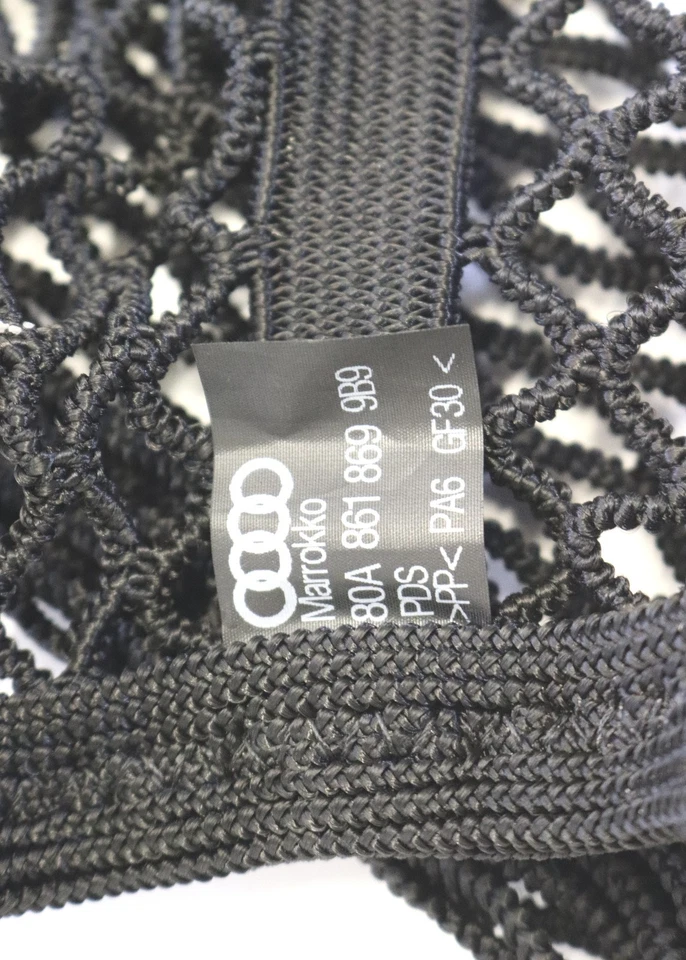 Marrokko
80A 861 869 9B9
PDS
>PP< PA6 GF30 <